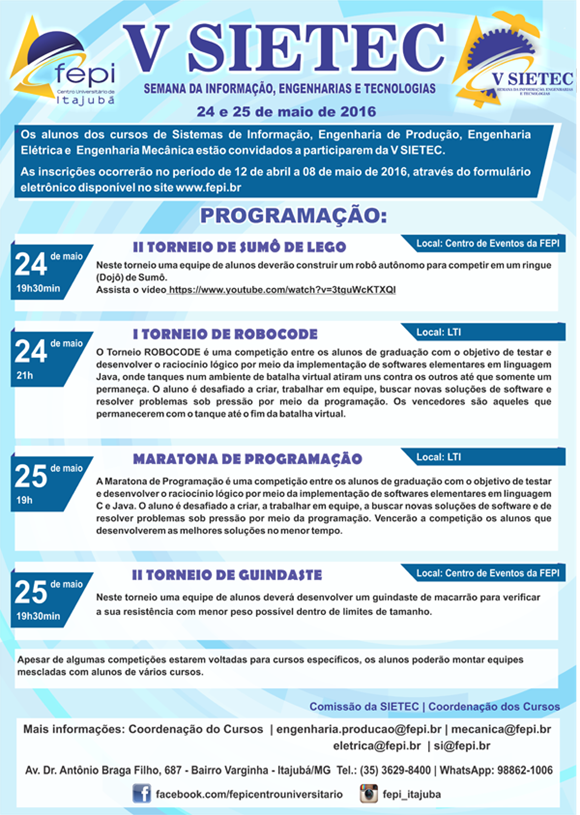 fepi
Centro Universitário de
Itajubá
V SIETEC
SEMANA DA INFORMAÇÃO, ENGENHARIAS E TECNOLOGIAS
24 e 25 de maio de 2016
V SIETEC
SEMANA DA INFORMAÇÃO, ENGENHARIAS
E TECNOLOGIAS
Os alunos dos cursos de Sistemas de Informação, Engenharia de Produção, Engenharia
Elétrica e Engenharia Mecânica estão convidados a participarem da V SIETEC.
As inscrições ocorrerão no período de 12 de abril a 08 de maio de 2016, através do formulário
eletrônico disponível no site www.fepi.br
PROGRAMAÇÃO:
24 de maio
19h30min
II TORNEIO DE SUMÔ DE LEGO
Local: Centro de Eventos da FEPI
Neste torneio uma equipe de alunos deverão construir um robô autônomo para competir em um ringue
(Dojô) de Sumô.
Assista o video https://www.youtube.com/watch?v=3tguWcKTXQI
24 de maio
21h
I TORNEIO DE ROBOCODE
Local: LTI
O Torneio ROBOCODE é uma competição entre os alunos de graduação com o objetivo de testar e
desenvolver o raciocínio lógico por meio da implementação de softwares elementares em linguagem
Java, onde tanques num ambiente de batalha virtual atiram uns contra os outros até que somente um
permaneça. O aluno é desafiado a criar, trabalhar em equipe, buscar novas soluções de software e
resolver problemas sob pressão por meio da programação. Os vencedores são aqueles que
permanecerem com o tanque até o fim da batalha virtual.
25 de maio
19h
MARATONA DE PROGRAMAÇÃO
Local: LTI
A Maratona de Programação é uma competição entre os alunos de graduação com o objetivo de testar
e desenvolver o raciocínio lógico por meio da implementação de softwares elementares em linguagem
C e Java. O aluno é desafiado a criar, a trabalhar em equipe, a buscar novas soluções de software e de
resolver problemas sob pressão por meio da programação. Vencerão a competição os alunos que
desenvolverem as melhores soluções no menor tempo.
25 de maio
19h30min
II TORNEIO DE GUINDASTE
Local: Centro de Eventos da FEPI
Neste torneio uma equipe de alunos deverá desenvolver um guindaste de macarrão para verificar
a sua resistência com menor peso possivel dentro de limites de tamanho.
Apesar de algumas competições estarem voltadas para cursos específicos, os alunos poderão montar equipes
mescladas com alunos de vários cursos.
Comissão da SIETEC | Coordenação dos Cursos
Mais informações: Coordenação do Cursos | engenharia.producao@fepi.br | mecanica@fepi.br
eletrica@fepi.br | si@fepi.br
Av. Dr. Antônio Braga Filho, 687 - Bairro Varginha - Itajubá/MG Tel.: (35) 3629-8400 | WhatsApp: 98862-1006
facebook.com/fepicentrouniversitario fepi_itajuba